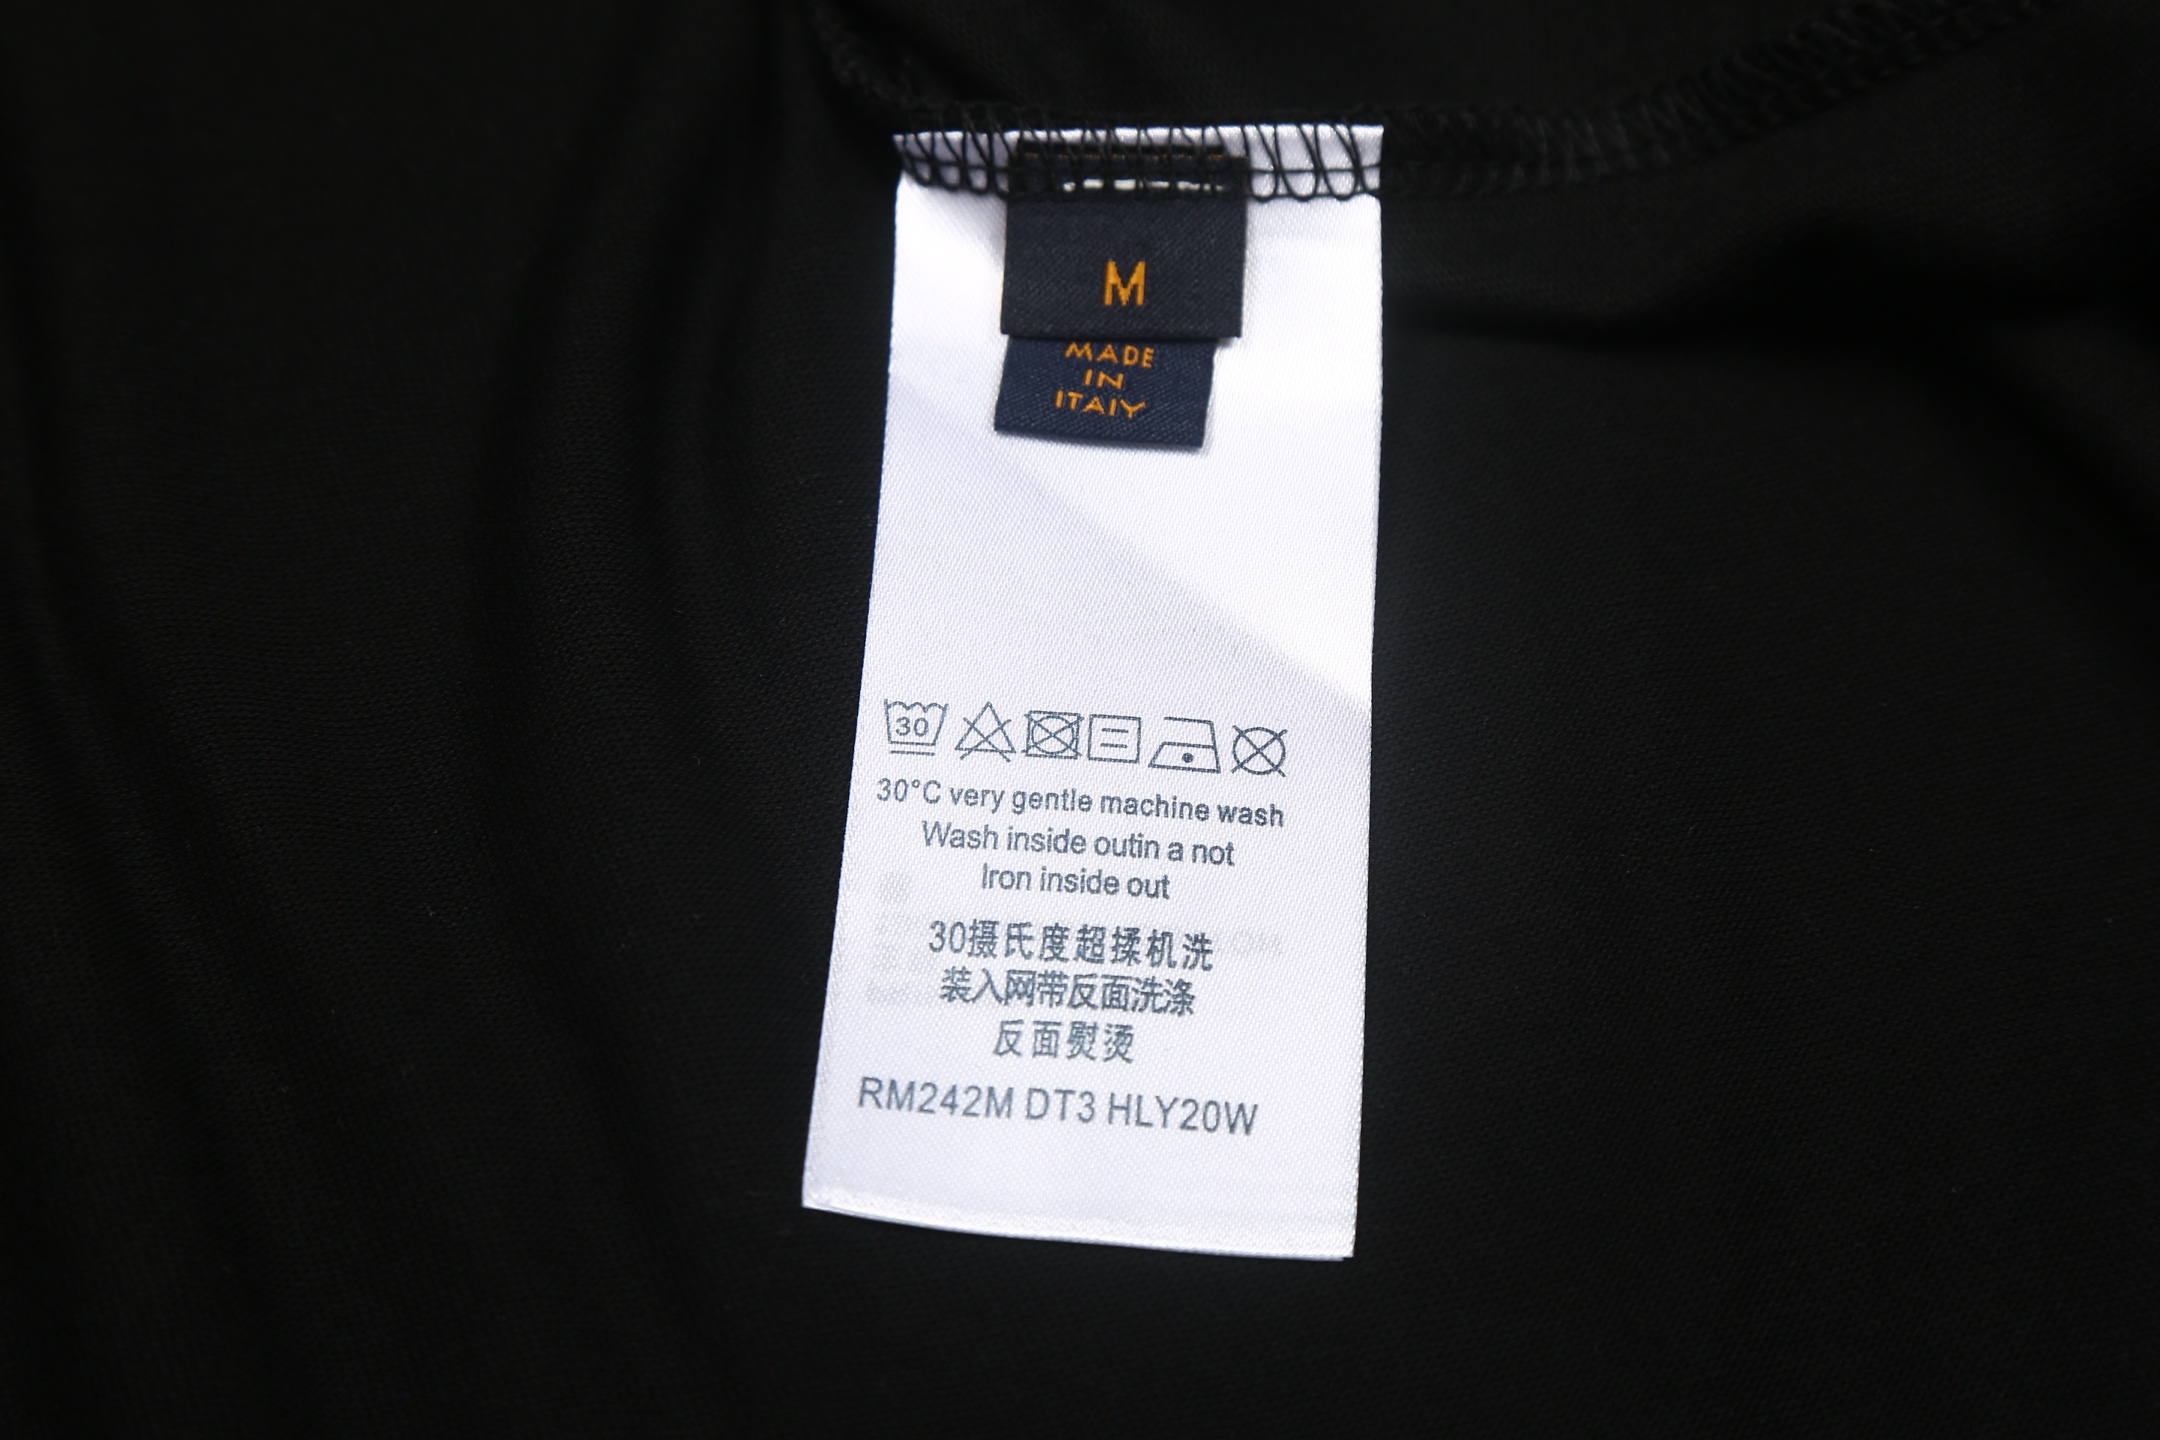 M
MADE
IN
ITAIY
30
30°C very gentle machine wash
Wash inside outin a not
Iron inside out
30摄氏度超揉机洗
装入网带反面洗涤
反面熨烫
RM242M DT3 HLY20W